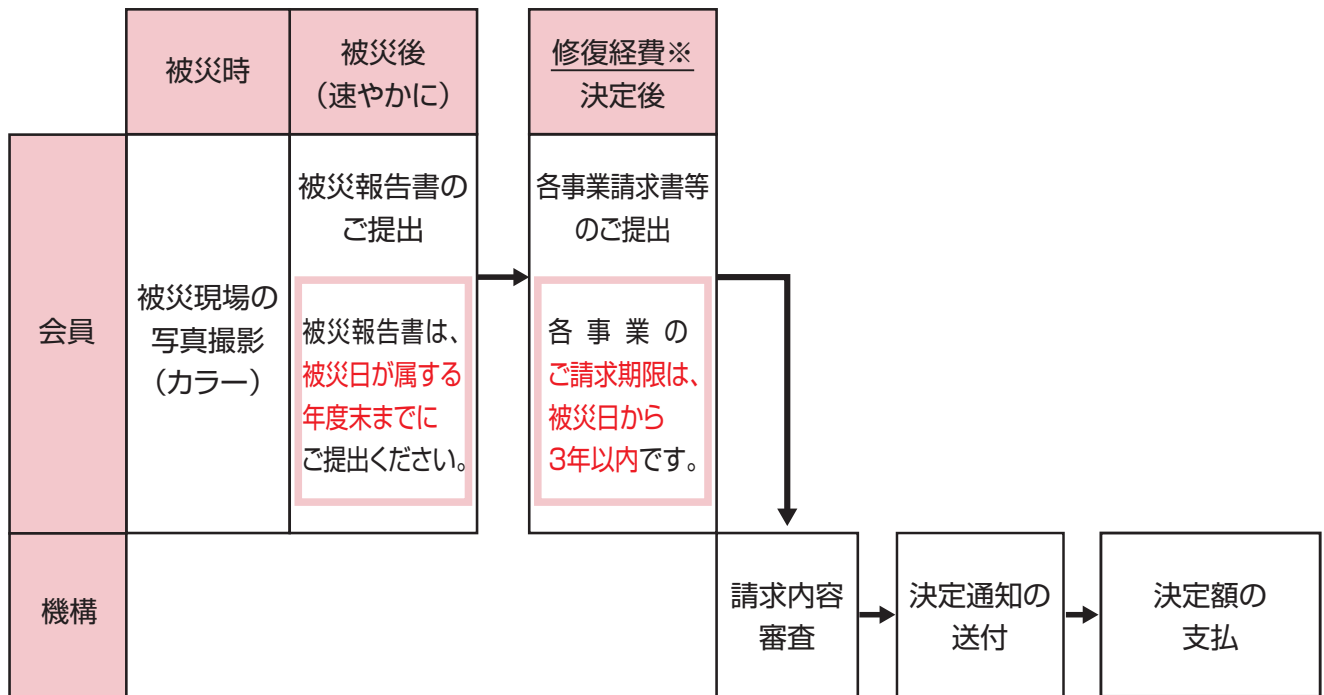 被災時
被災後
（速やかに）
修復経費※
決定後
会員
被災現場の
写真撮影
（カラー）
被災報告書の
ご提出
被災報告書は、
被災日が属する
年度末までに
ご提出ください。
各事業請求書等
のご提出
各事業の
ご請求期限は、
被災日から
3年以内です。
機構
請求内容
審査
決定通知の
送付
決定額の
支払